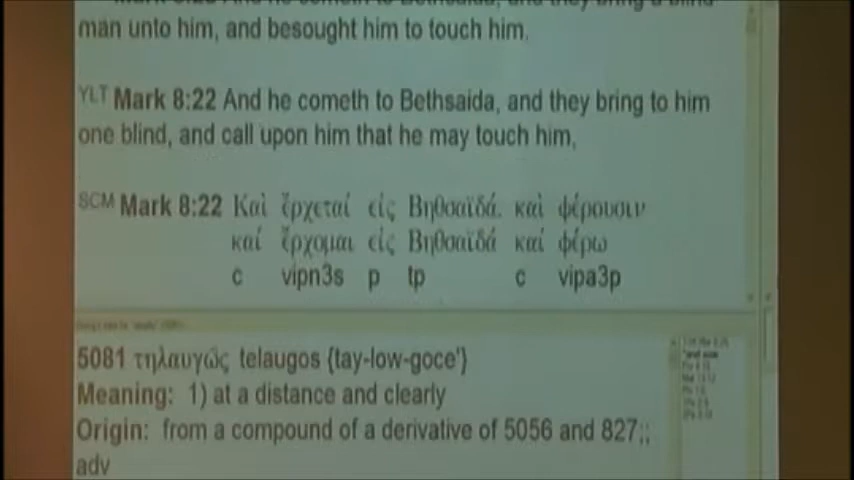 man unto him, and besought him to touch him.
YLT Mark 8:22 And he cometh to Bethsaida, and they bring to him
one blind, and call upon him that he may touch him,
SCM Mark 8:22 Καὶ ἔρχεταί εἰς Βηθσαϊδά. καὶ φέρουσιν
καί ἔρχομαι εἰς Βηθσαϊδά καί φέρω
c vipn3s p tp c vipa3p
5081 τηλαυγῶς telaugos {tay-low-goce'}
Meaning: 1) at a distance and clearly
Origin: from a compound of a derivative of 5056 and 827;;
adv